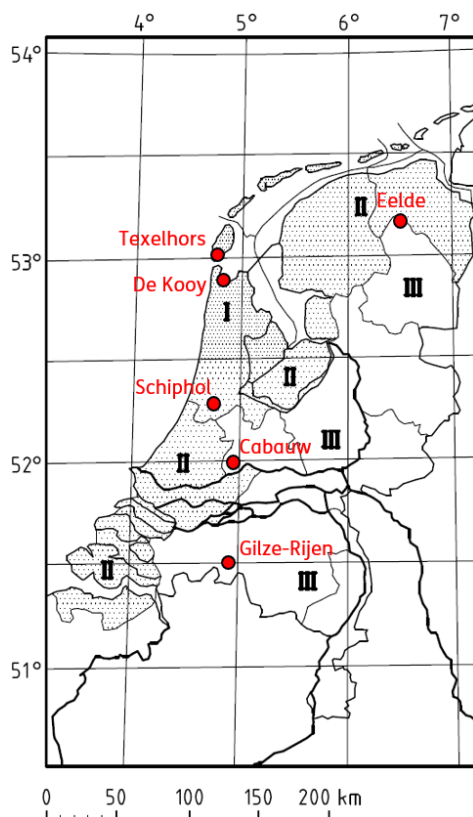 4° 5° 6° 7°
54°
Eelde
II
Texelhors
53°
De Kooy
III
I
II
Schiphol
III
Cabauw
52°
II
Gilze-Rijen
II
III
51°
0 50 100 150 200 km